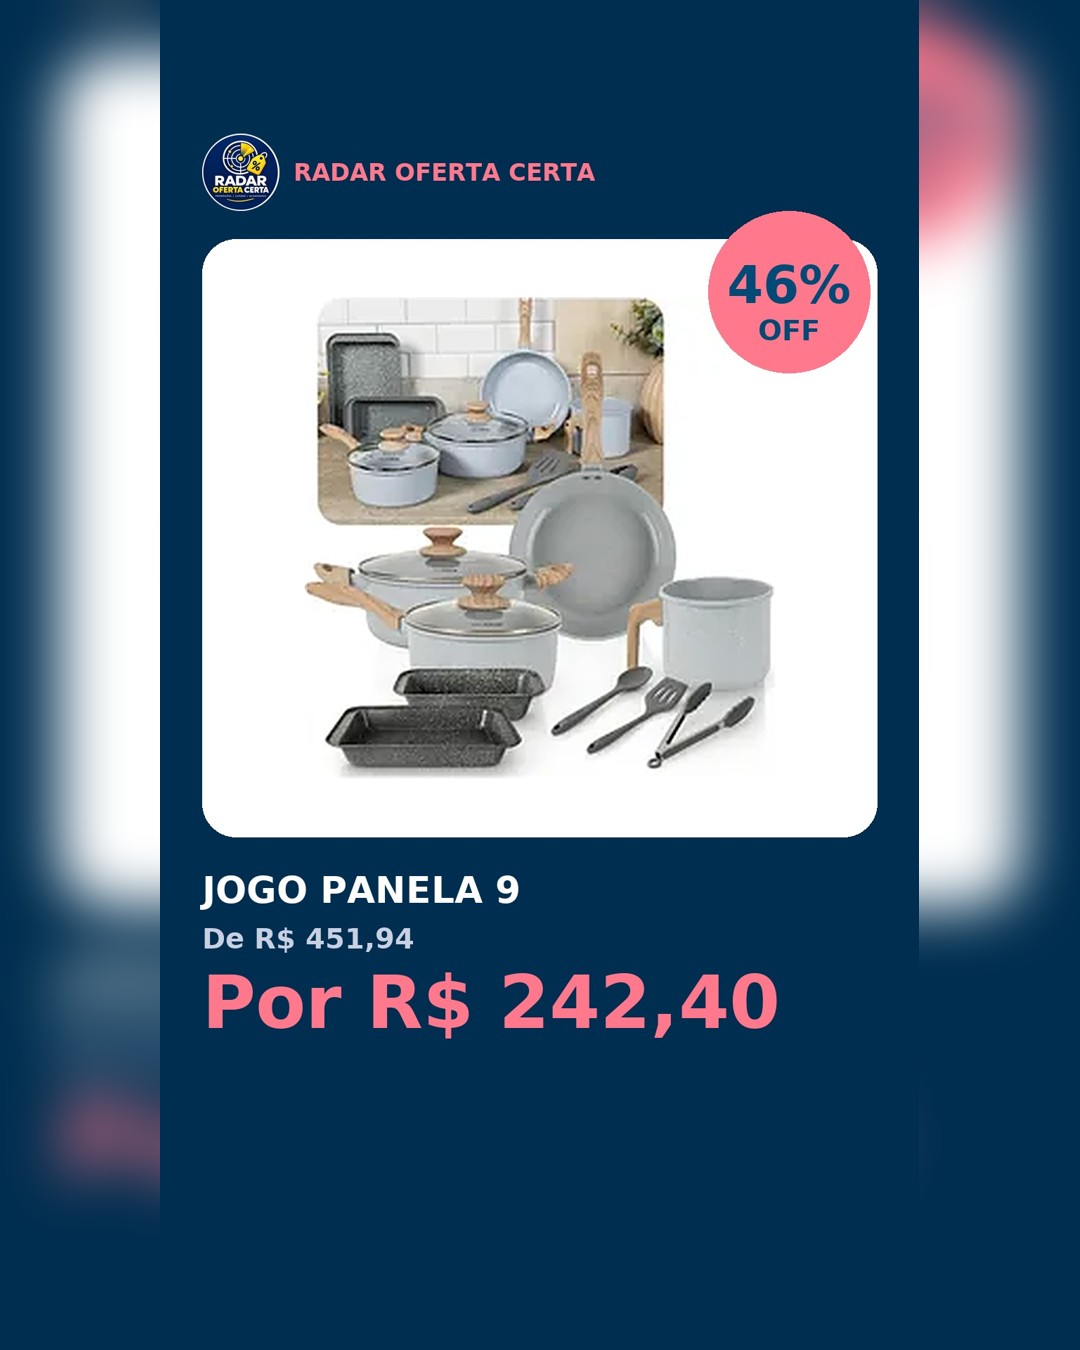 RADAR
OFERTA CERTA
RADAR OFERTA CERTA
46%
OFF
JOGO PANELA 9
De R$ 451,94
Por R$ 242,40